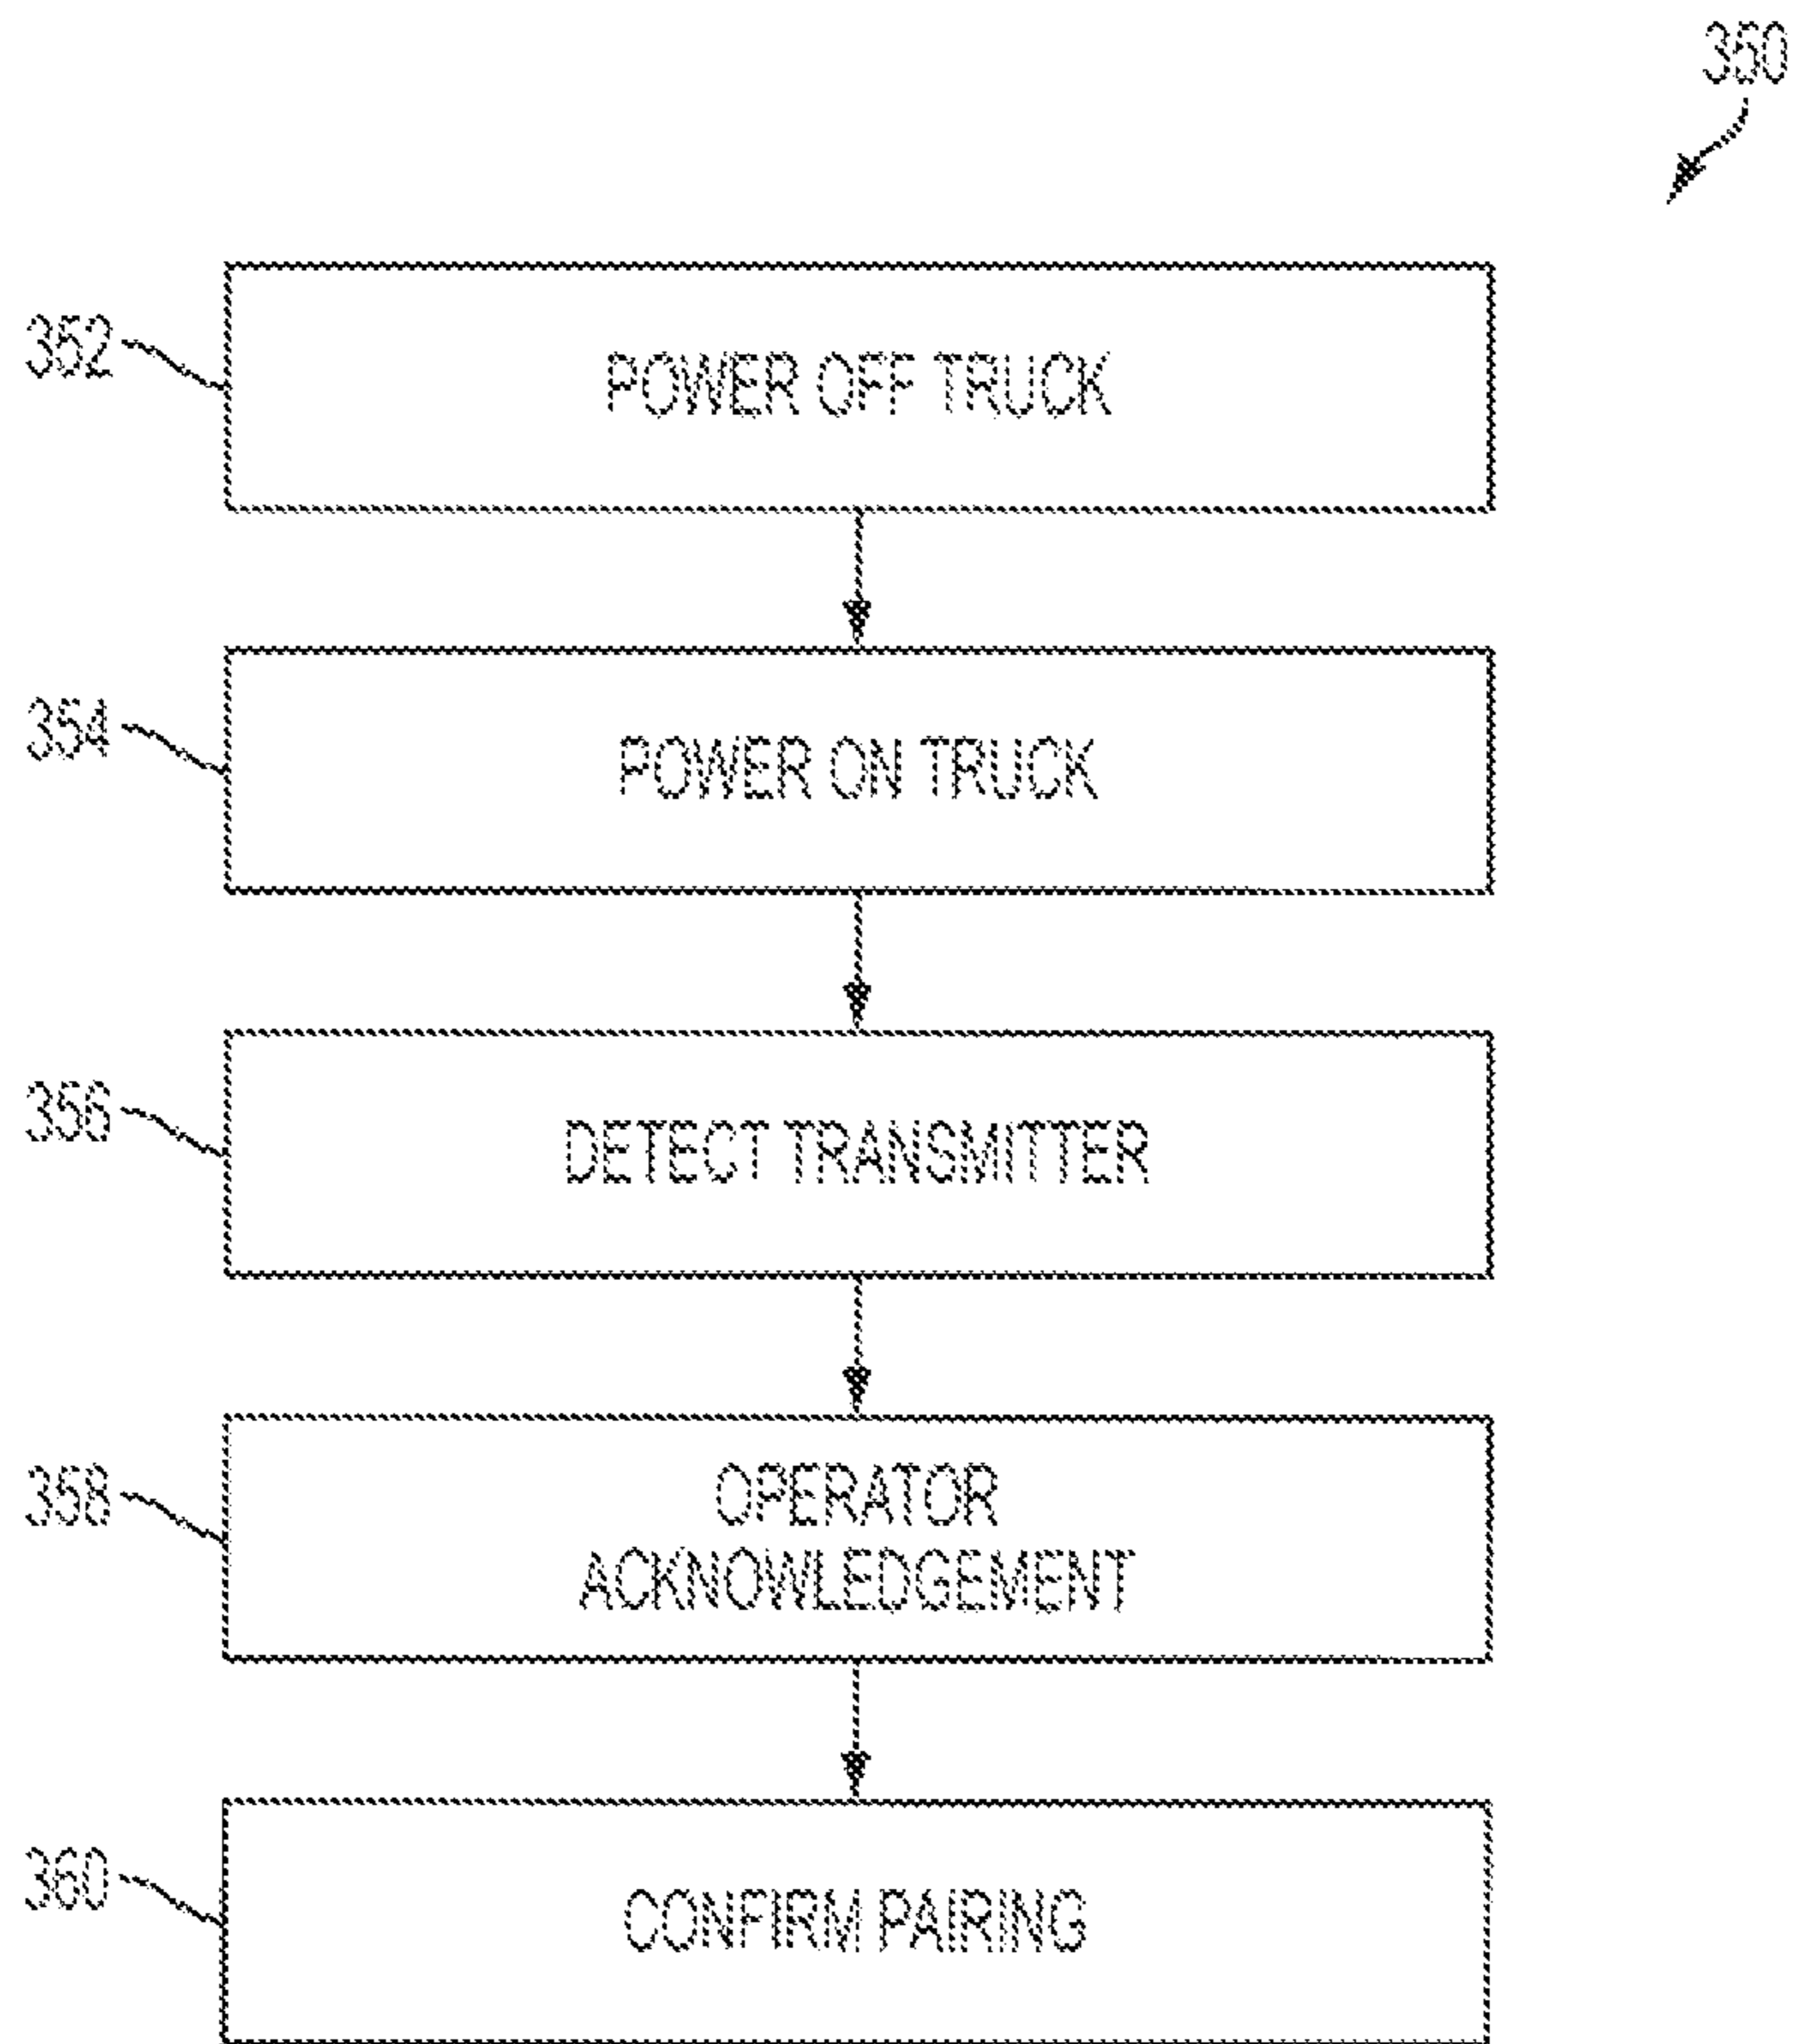 350
352
POWER OFF TRUCK
354
POWER ON TRUCK
356
DETECT TRANSMITTER
358
OPERATOR
ACKNOWLEDGEMENT
360
CONFIRM PAIRING